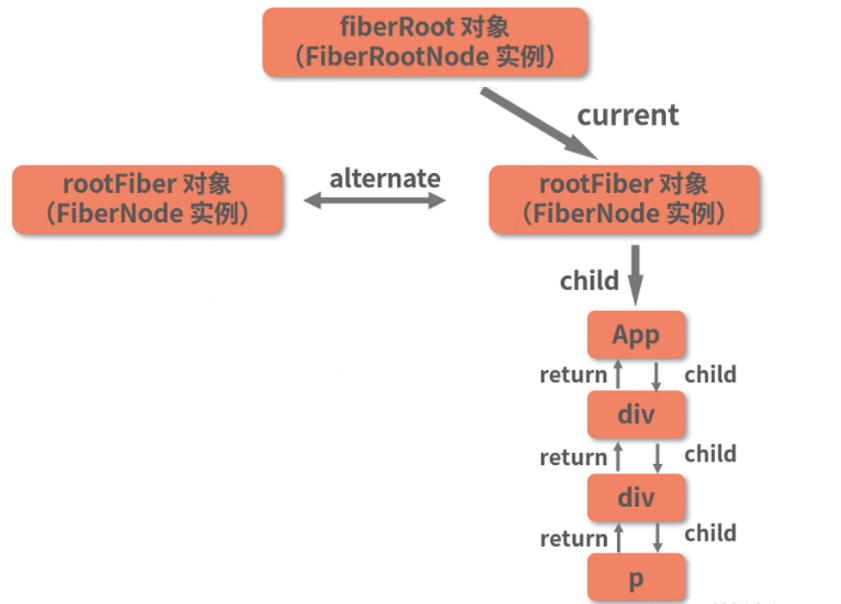 fiberRoot 对象
（FiberRootNode 实例）
current
alternate
rootFiber 对象
（FiberNode 实例）
rootFiber 对象
（FiberNode 实例）
child
App
return
child
div
return
child
div
return
child
p